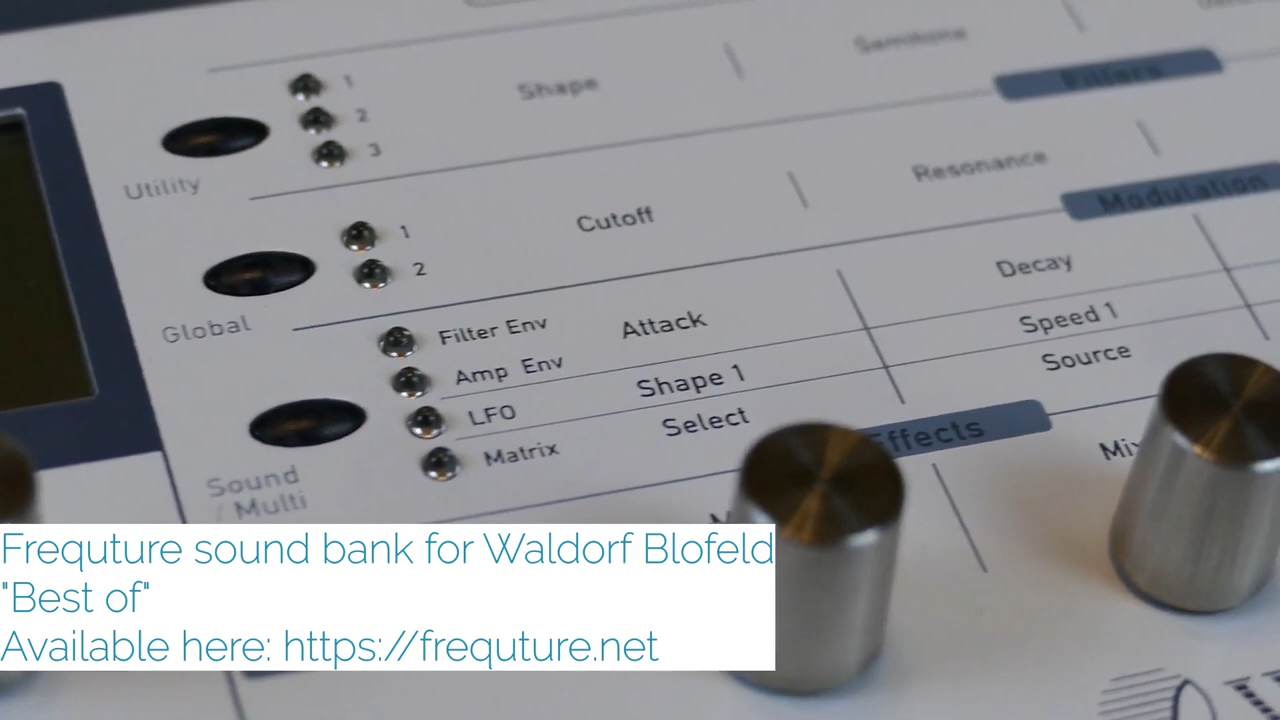 Semitone
1
Shape
Filters
2
3
Utility
Resonance
Modulation
1
Cutoff
2
Decay
Global
Filter Env
Attack
Speed 1
Amp Env
Shape 1
Source
LFO
Select
Effects
Matrix
Sound
/ Multi
Frequture sound bank for Waldorf Blofeld
"Best of"
Available here: https://frequture.net